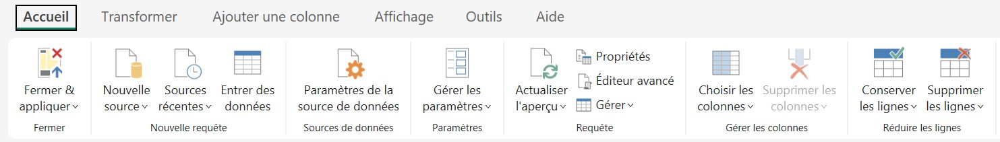 Accueil Transformer Ajouter une colonne Affichage Outils Aide
Fermer & appliquer
Fermer
Nouvelle source
Sources récentes
Entrer des données
Nouvelle requête
Paramètres de la source de données
Sources de données
Gérer les paramètres
Paramètres
Actualiser l'aperçu
Propriétés
Éditeur avancé
Gérer
Requête
Choisir les colonnes
Supprimer les colonnes
Gérer les colonnes
Conserver les lignes
Supprimer les lignes
Réduire les lignes